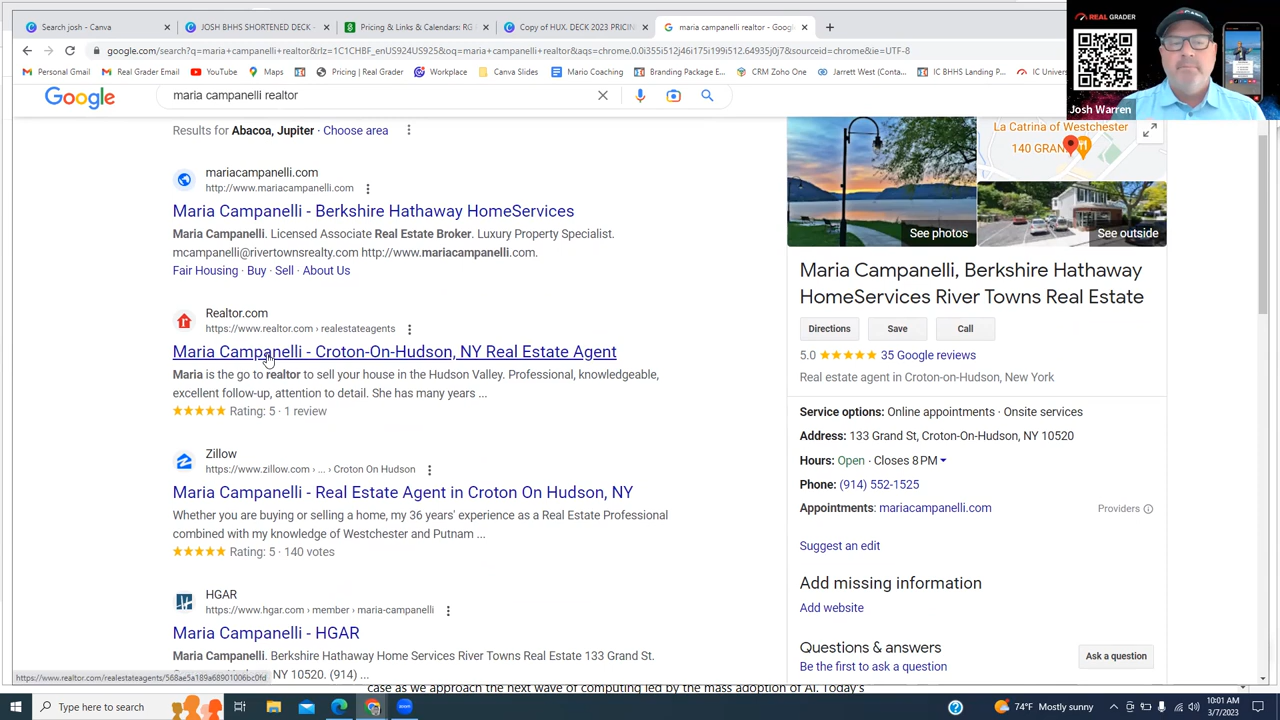 Search josh - Canva
JOSH BHHS SHORTENED DECK -
Copy of HUX. DECK 2023 PRICIN
maria campanelli realtor - Goog
google.com/search?q=maria+campanelli+realtor&rlz=1C1CHBF_enUS924US926&oq=maria+campanelli+realtor&aqs=chrome.0.0i355i512j46i175i199i512.64935j0j7&sourceid=chrome&ie=UTF-8
REAL GRADER
Personal Gmail
Real Grader Email
YouTube
Maps
Pricing | Real Grader
Workplace
Canva Slide
Mario Coaching
Branding Package E...
CRM Zoho One
Jarrett West (Conta...
IC BHHS Landing P...
IC Univers
Josh Warren
Google
maria campanelli realtor
Results for Abacoa, Jupiter · Choose area
mariacampanelli.com
http://www.mariacampanelli.com
Maria Campanelli - Berkshire Hathaway HomeServices
Maria Campanelli. Licensed Associate Real Estate Broker. Luxury Property Specialist.
mcampanelli@rivertownsrealty.com http://www.mariacampanelli.com.
Fair Housing · Buy · Sell · About Us
Realtor.com
https://www.realtor.com › realestateagents
Maria Campanelli - Croton-On-Hudson, NY Real Estate Agent
Maria is the go to realtor to sell your house in the Hudson Valley. Professional, knowledgeable,
excellent follow-up, attention to detail. She has many years ...
Rating: 5 · 1 review
Zillow
https://www.zillow.com › ... › Croton On Hudson
Maria Campanelli - Real Estate Agent in Croton On Hudson, NY
Whether you are buying or selling a home, my 36 years' experience as a Real Estate Professional
combined with my knowledge of Westchester and Putnam ...
Rating: 5 · 140 votes
HGAR
https://www.hgar.com › member › maria-campanelli
Maria Campanelli - HGAR
Maria Campanelli. Berkshire Hathaway Home Services River Towns Real Estate 133 Grand St.
NY 10520. (914) ...
La Catrina of Westchester
140 GRAN
See photos
See outside
Maria Campanelli, Berkshire Hathaway
HomeServices River Towns Real Estate
Directions
Save
Call
5.0
35 Google reviews
Real estate agent in Croton-on-Hudson, New York
Service options: Online appointments · Onsite services
Address: 133 Grand St, Croton-On-Hudson, NY 10520
Hours: Open · Closes 8 PM
Phone: (914) 552-1525
Appointments: mariacampanelli.com
Providers
Suggest an edit
Add missing information
Add website
Questions & answers
Be the first to ask a question
Ask a question
https://www.realtor.com/realestateagents/568ae5a189a68901006bc0fd
case as we approach the next wave of computing led by the mass adoption of AI. Today's
Type here to search
74°F Mostly sunny
10:01 AM
3/7/2023